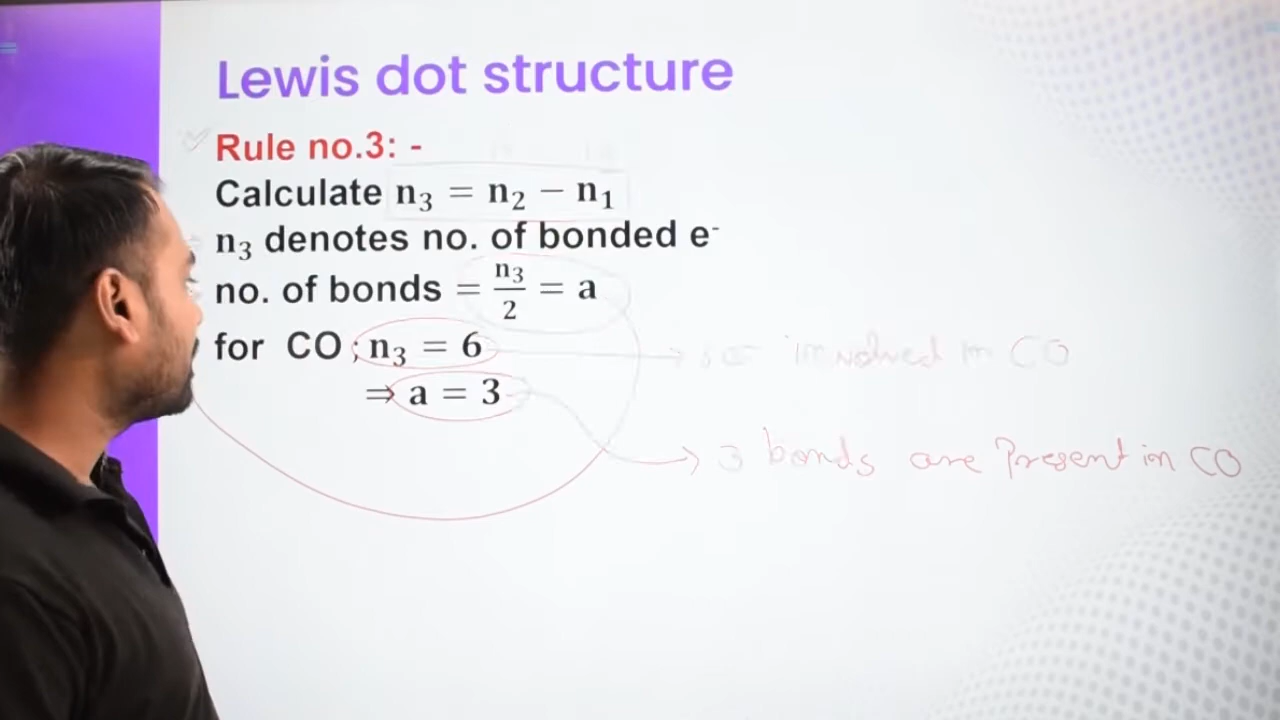 Lewis dot structure
Rule no.3: -
Calculate n₃ = n₂ − n₁
n₃ denotes no. of bonded e⁻
no. of bonds = n₃/2 = a
for CO; n₃ = 6
involved in CO
⇒ a = 3
3 bonds are Present in CO